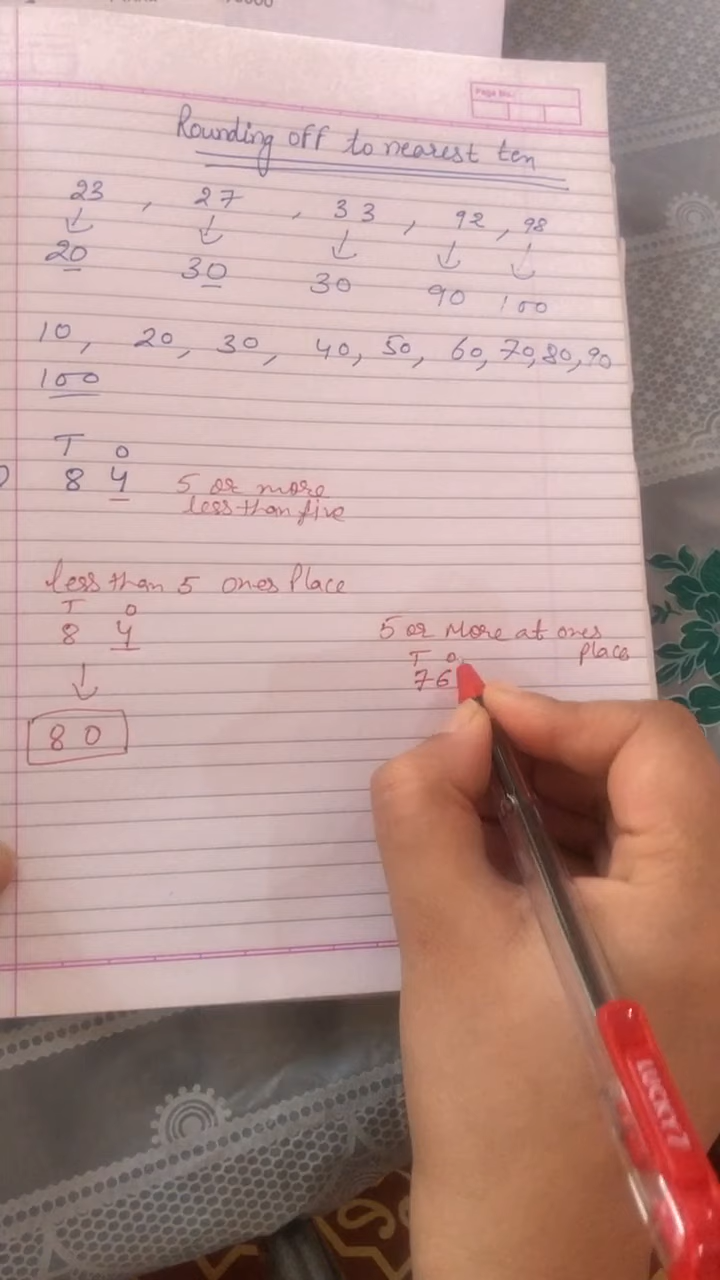 Page No.:
Rounding off to nearest ten
23 , 27 , 33 , 92 , 98
↓ ↓ ↓ ↓ ↓
20 30 30 90 100
10, 20, 30, 40, 50, 60, 70, 80, 90
100
T O
8 4 5 or more
less than five
less than 5 ones Place
T O
8 4
↓
80
5 or More at ones
Place
T O
76
LUCKY 7